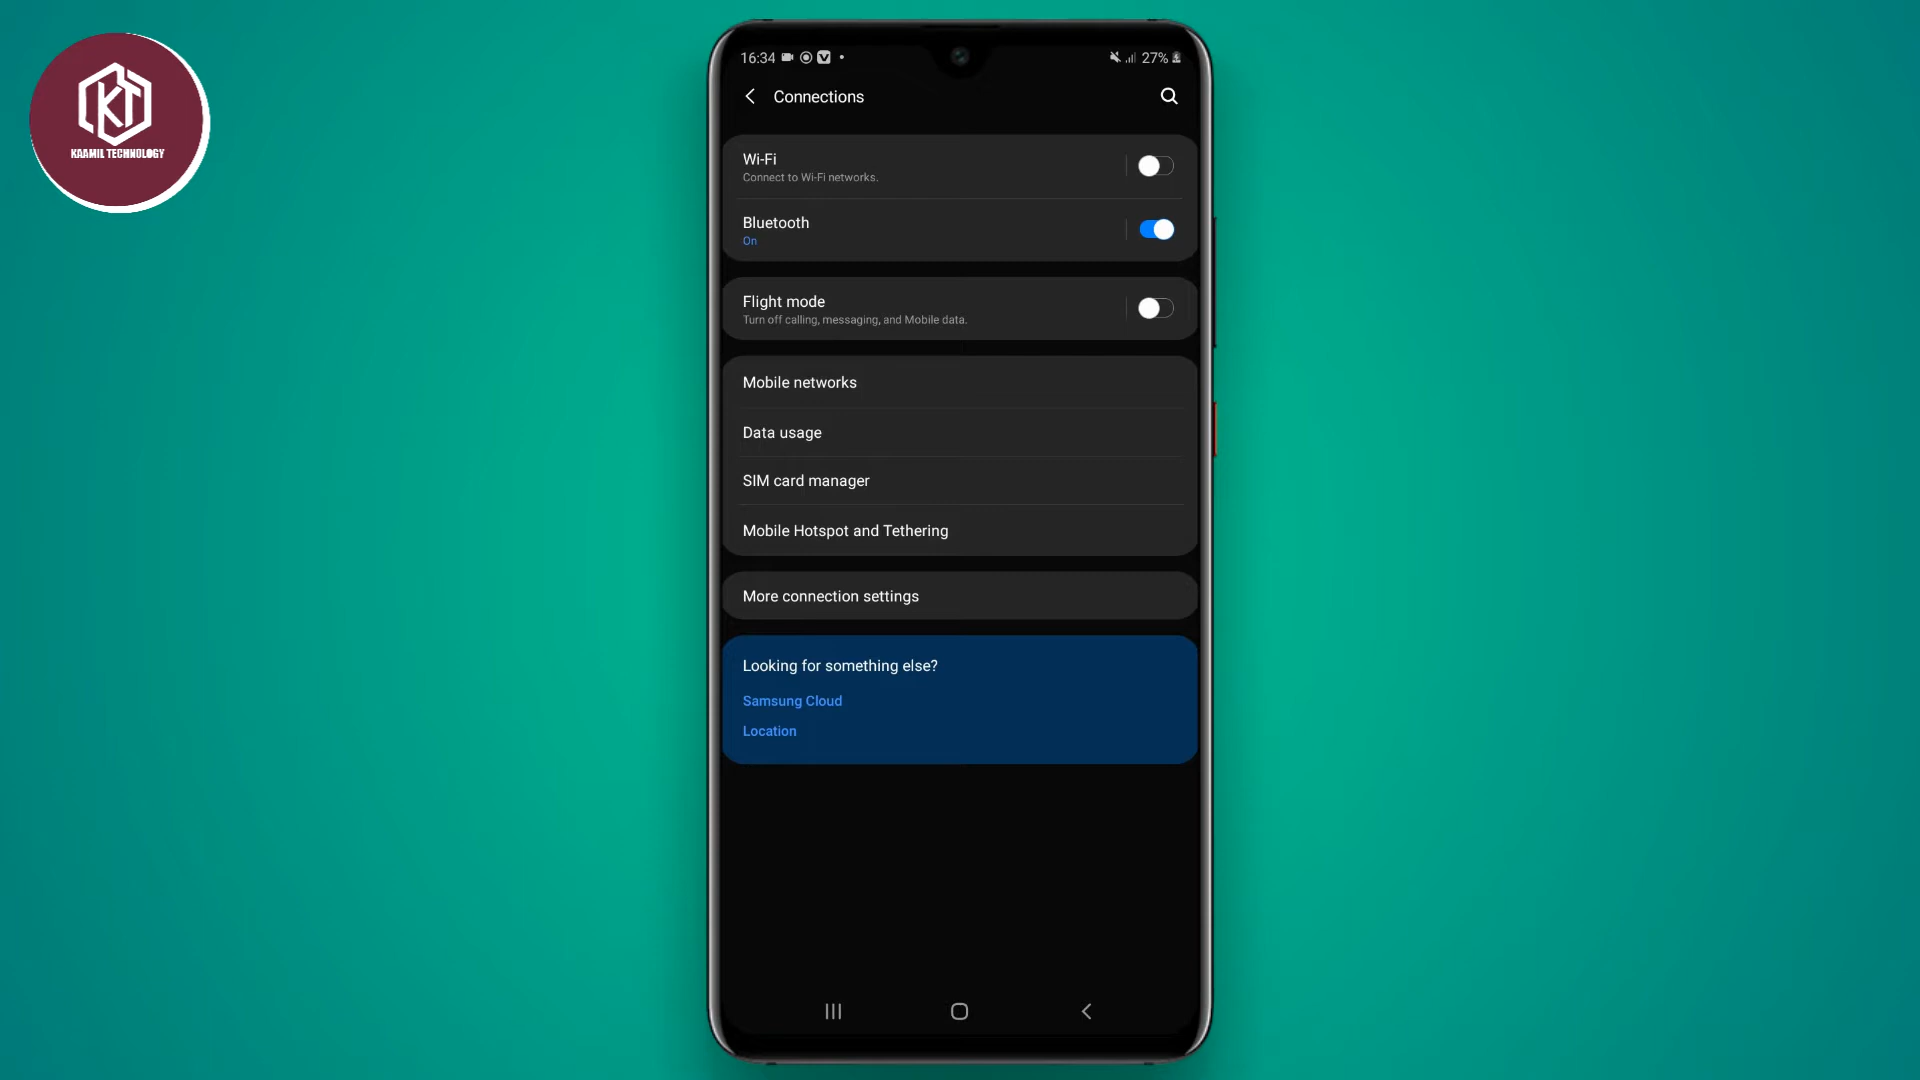 KT
KAAMIL TECHNOLOGY
16:34
27%
Connections
Wi-Fi
Connect to Wi-Fi networks.
Bluetooth
On
Flight mode
Turn off calling, messaging, and Mobile data.
Mobile networks
Data usage
SIM card manager
Mobile Hotspot and Tethering
More connection settings
Looking for something else?
Samsung Cloud
Location